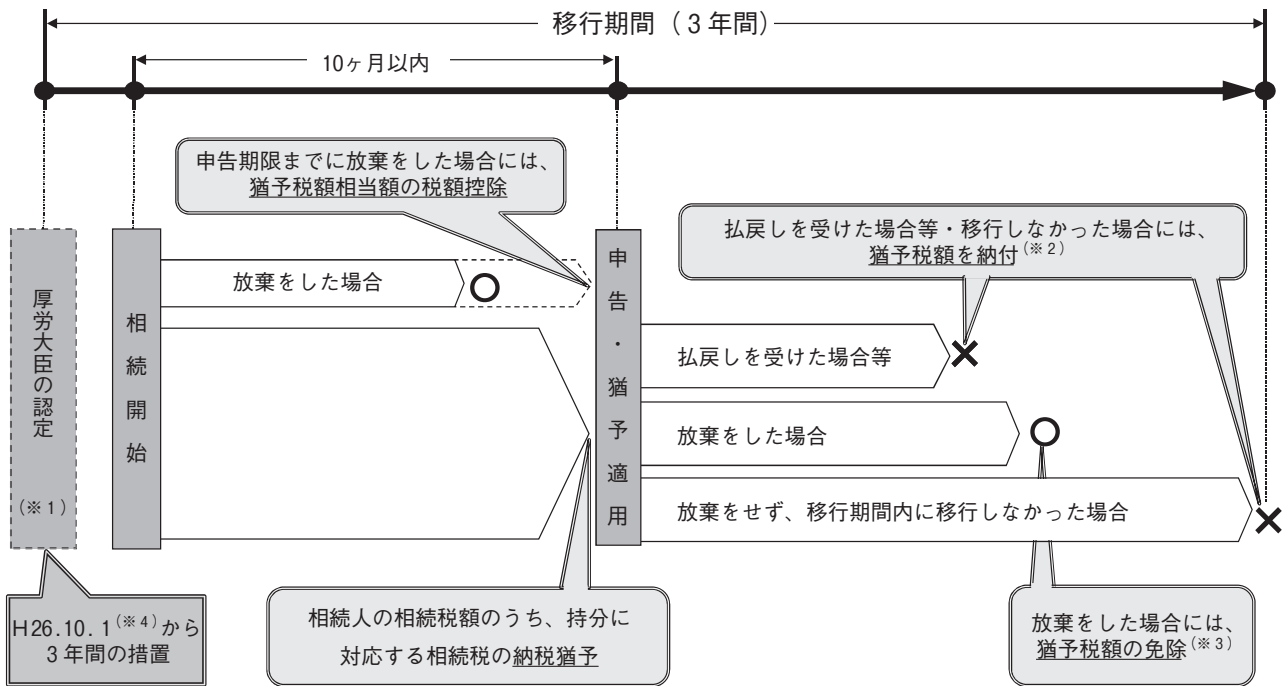 移行期間（3年間）
10ヶ月以内
申告期限までに放棄をした場合には、
猶予税額相当額の税額控除
払戻しを受けた場合等・移行しなかった場合には、
猶予税額を納付(※2)
厚労大臣の認定
(※1)
相続開始
放棄をした場合
申告・猶予適用
払戻しを受けた場合等
放棄をした場合
放棄をせず、移行期間内に移行しなかった場合
H26.10.1(※4)から
3年間の措置
相続人の相続税額のうち、持分に
対応する相続税の納税猶予
放棄をした場合には、
猶予税額の免除(※3)